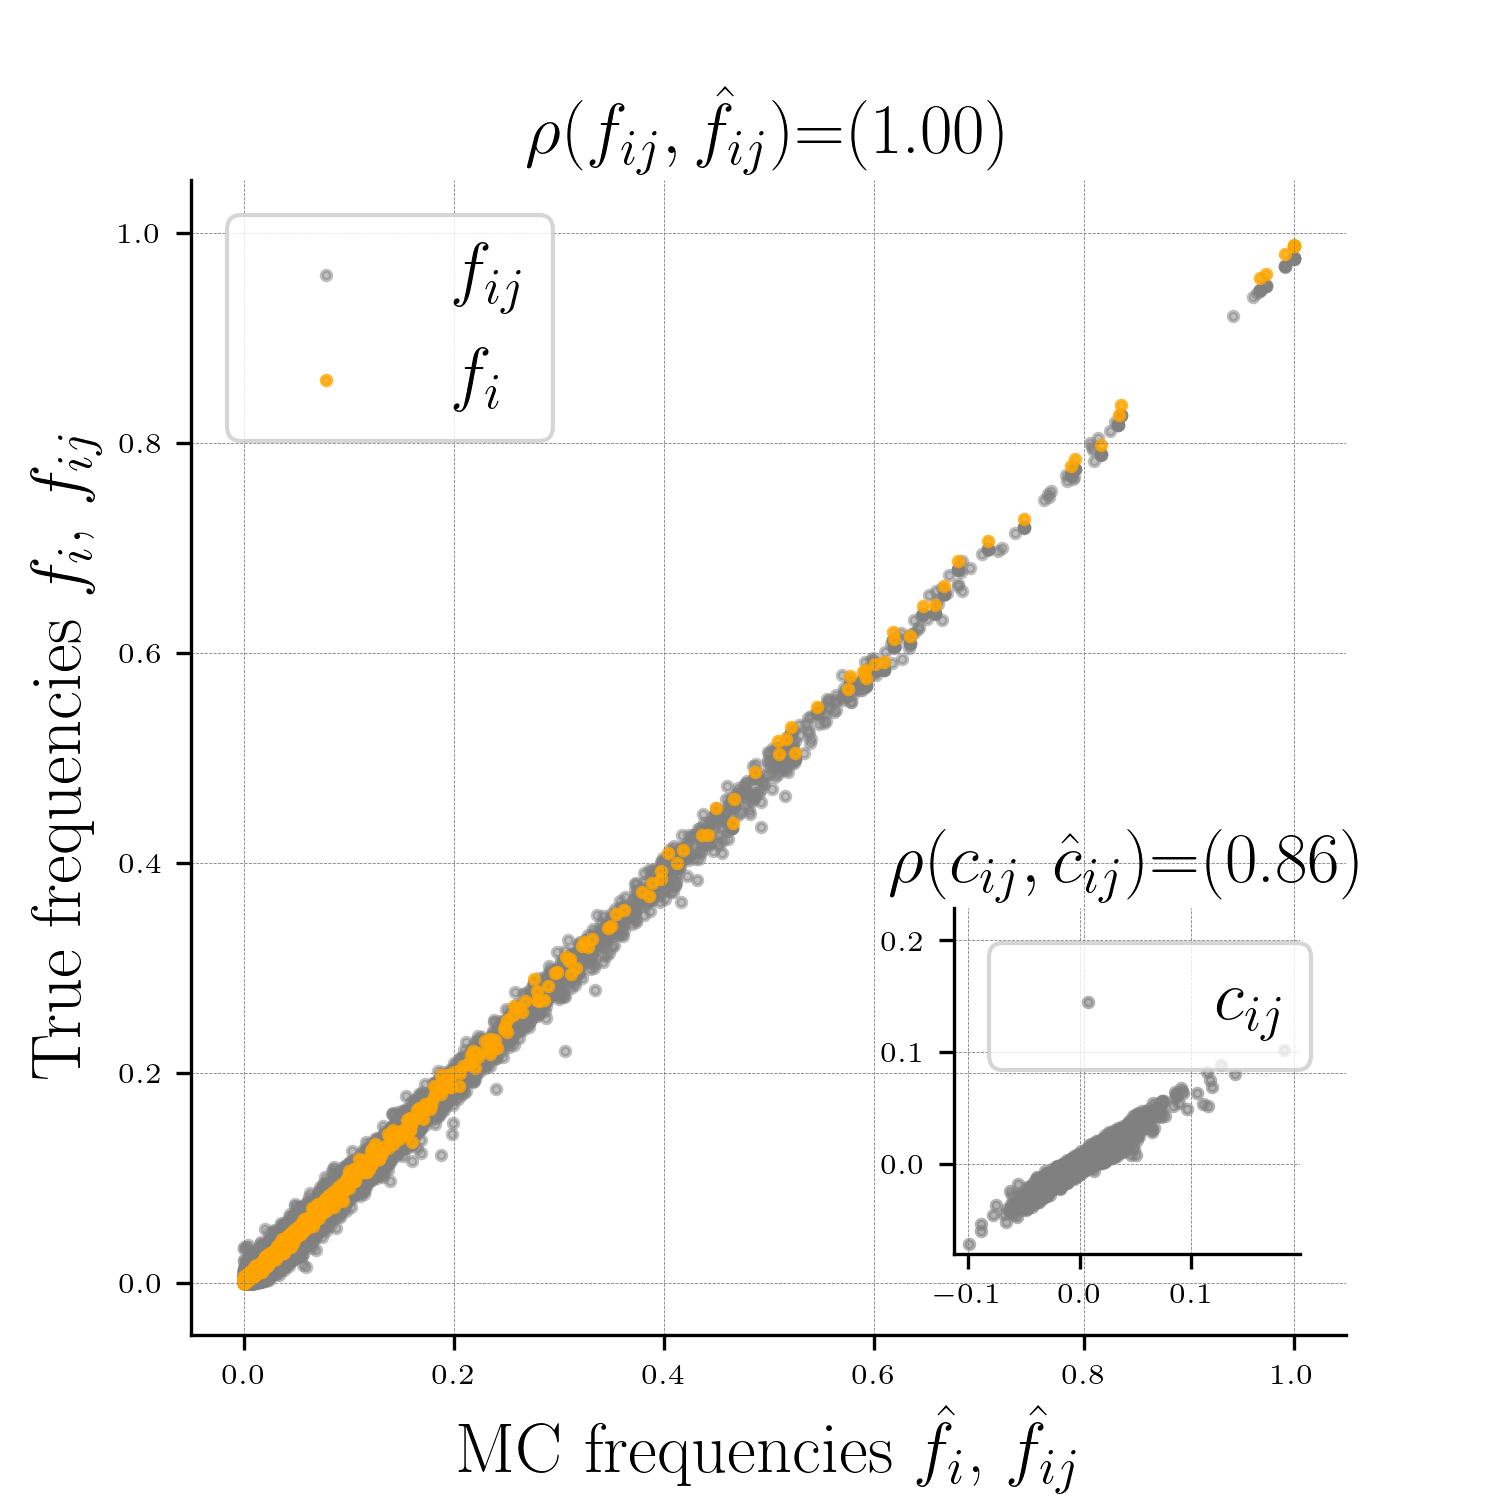 ρ(f_ij, f̂_ij)=(1.00)
1.0
0.8
0.6
0.4
0.2
0.0
f_ij
f_i
True frequencies f_i, f_ij
ρ(c_ij, ĉ_ij)=(0.86)
0.2
0.1
0.0
c_ij
−0.1 0.0 0.1
0.0 0.2 0.4 0.6 0.8 1.0
MC frequencies f̂_i, f̂_ij